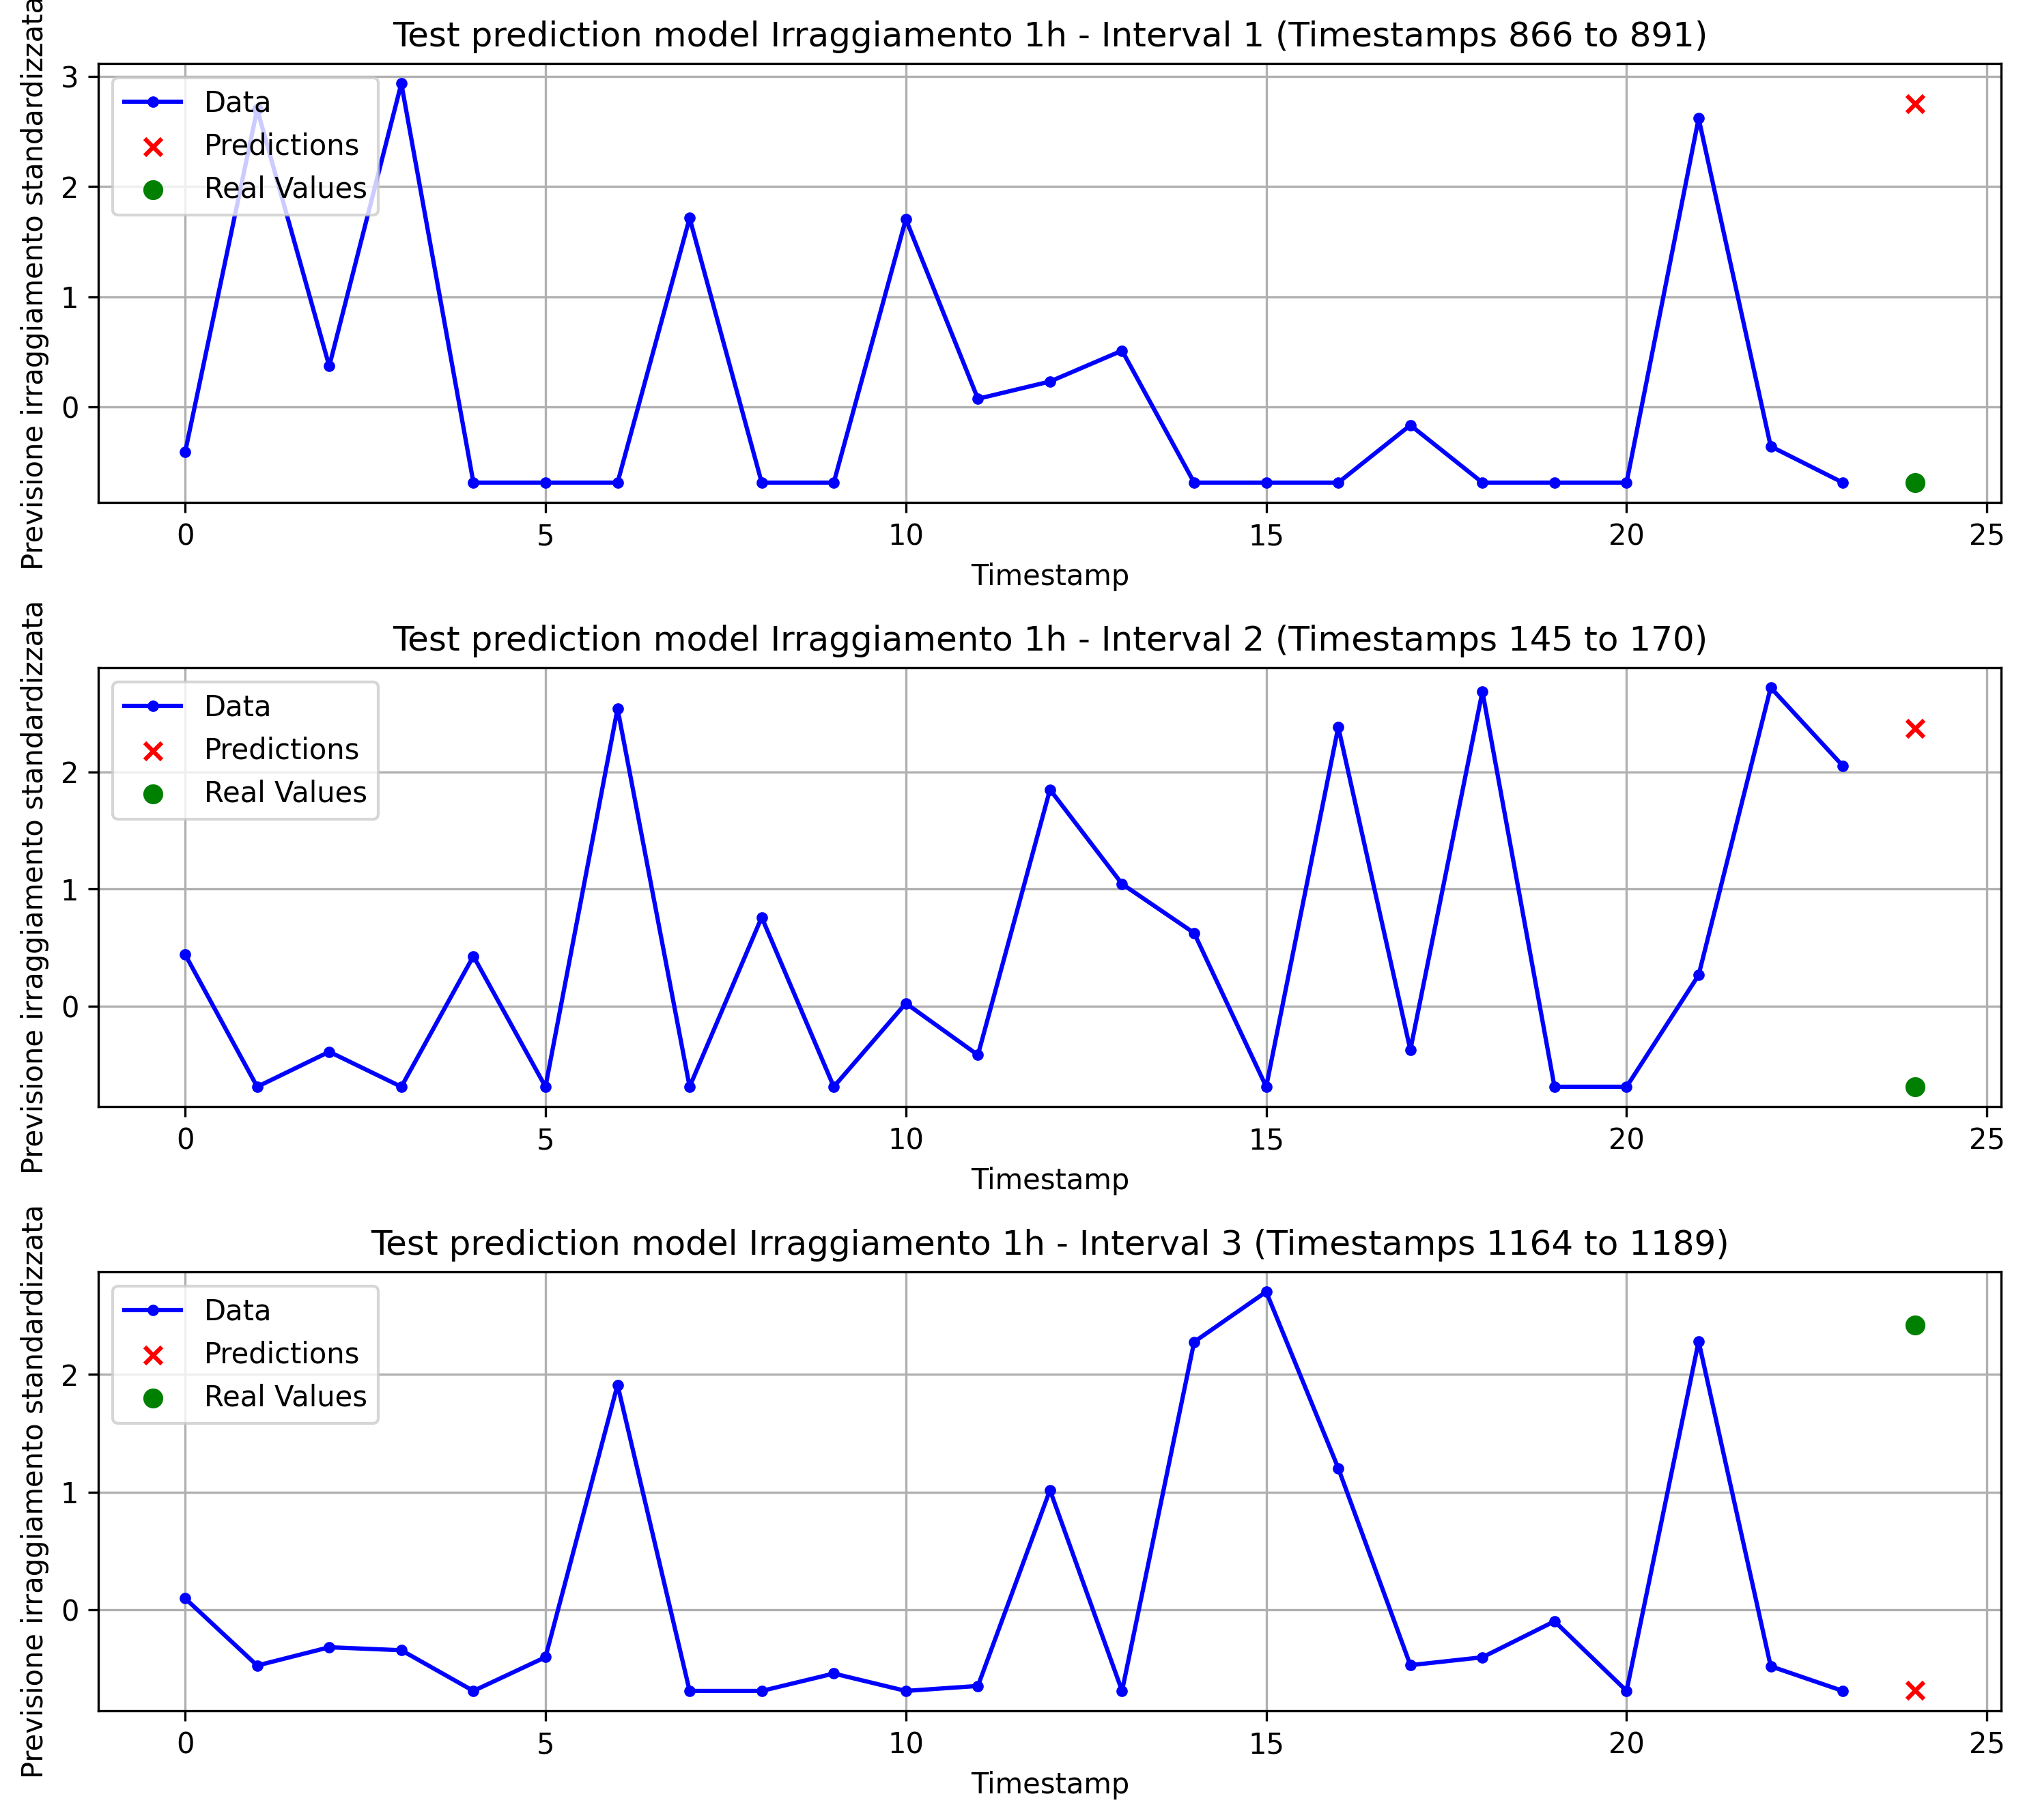 Test prediction model Irraggiamento 1h - Interval 1 (Timestamps 866 to 891)
Previsione irraggiamento standardizzata
3
2
1
0
Data
Predictions
Real Values
0 5 10 15 20 25
Timestamp
Test prediction model Irraggiamento 1h - Interval 2 (Timestamps 145 to 170)
Previsione irraggiamento standardizzata
2
1
0
Data
Predictions
Real Values
0 5 10 15 20 25
Timestamp
Test prediction model Irraggiamento 1h - Interval 3 (Timestamps 1164 to 1189)
Previsione irraggiamento standardizzata
2
1
0
Data
Predictions
Real Values
0 5 10 15 20 25
Timestamp